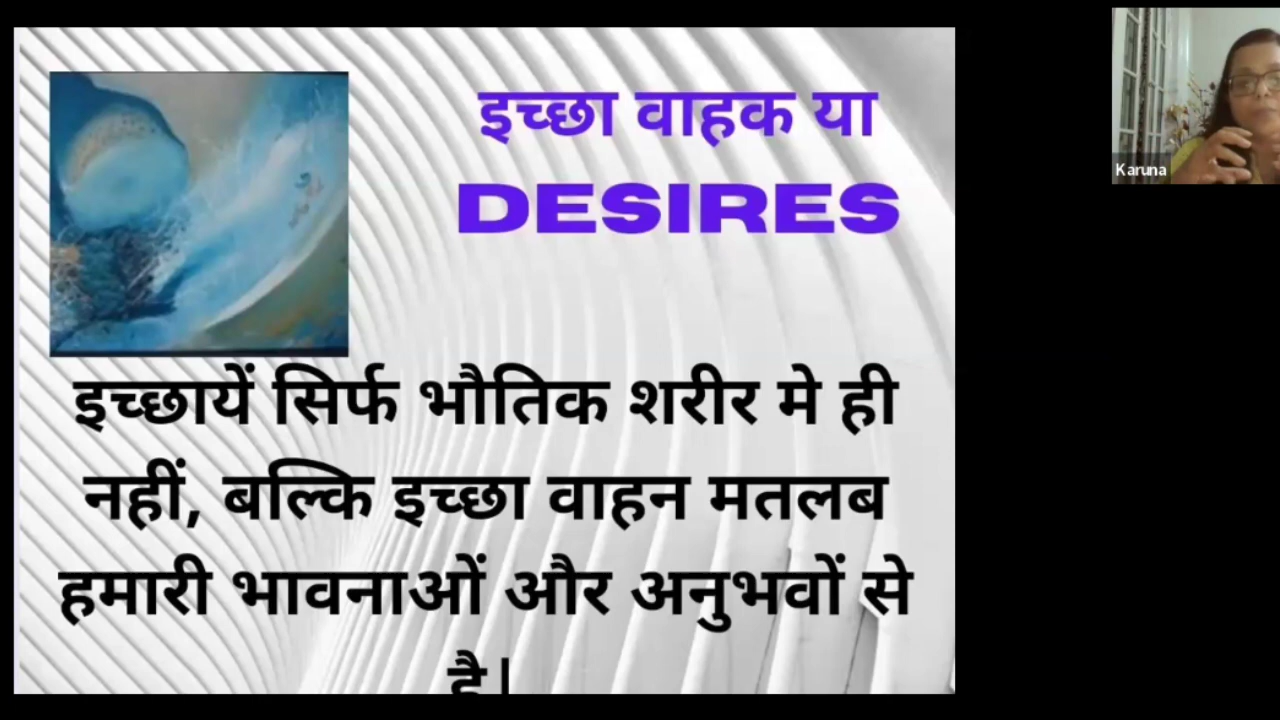 इच्छा वाहक या
DESIRES
इच्छायें सिर्फ भौतिक शरीर मे ही
नहीं, बल्कि इच्छा वाहन मतलब
हमारी भावनाओं और अनुभवों से
है|
Karuna